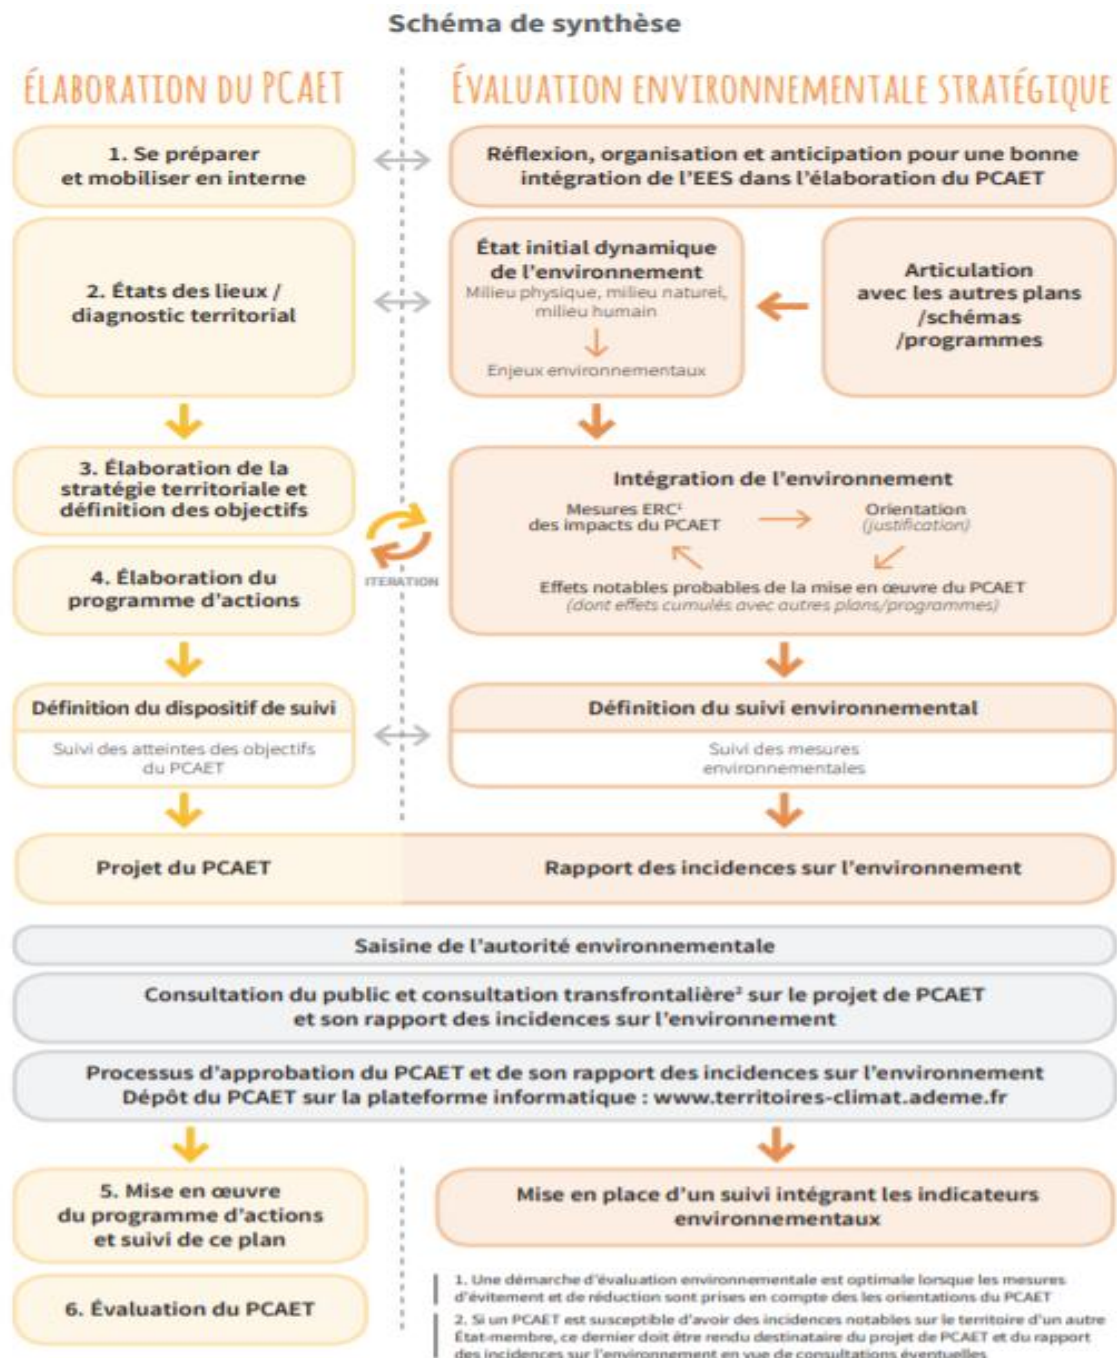 Schéma de synthèse
ÉLABORATION DU PCAET
ÉVALUATION ENVIRONNEMENTALE STRATÉGIQUE
1. Se préparer
et mobiliser en interne
Réflexion, organisation et anticipation pour une bonne
intégration de l'EES dans l'élaboration du PCAET
2. États des lieux /
diagnostic territorial
État initial dynamique
de l'environnement
Milieu physique, milieu naturel,
milieu humain
Enjeux environnementaux
Articulation
avec les autres plans
/schémas
/programmes
3. Élaboration de la
stratégie territoriale et
définition des objectifs
4. Élaboration du
programme d'actions
ITERATION
Intégration de l'environnement
Mesures ERC¹
des impacts du PCAET
Orientation
(justification)
Effets notables probables de la mise en œuvre du PCAET
(dont effets cumulés avec autres plans/programmes)
Définition du dispositif de suivi
Suivi des atteintes des objectifs
du PCAET
Définition du suivi environnemental
Suivi des mesures
environnementales
Projet du PCAET
Rapport des incidences sur l'environnement
Saisine de l'autorité environnementale
Consultation du public et consultation transfrontalière² sur le projet de PCAET
et son rapport des incidences sur l'environnement
Processus d'approbation du PCAET et de son rapport des incidences sur l'environnement
Dépôt du PCAET sur la plateforme informatique : www.territoires-climat.ademe.fr
5. Mise en œuvre
du programme d'actions
et suivi de ce plan
Mise en place d'un suivi intégrant les indicateurs
environnementaux
6. Évaluation du PCAET
1. Une démarche d'évaluation environnementale est optimale lorsque les mesures
d'évitement et de réduction sont prises en compte des les orientations du PCAET
2. Si un PCAET est susceptible d'avoir des incidences notables sur le territoire d'un autre
État-membre, ce dernier doit être rendu destinataire du projet de PCAET et du rapport
des incidences sur l'environnement en vue de consultations éventuelles